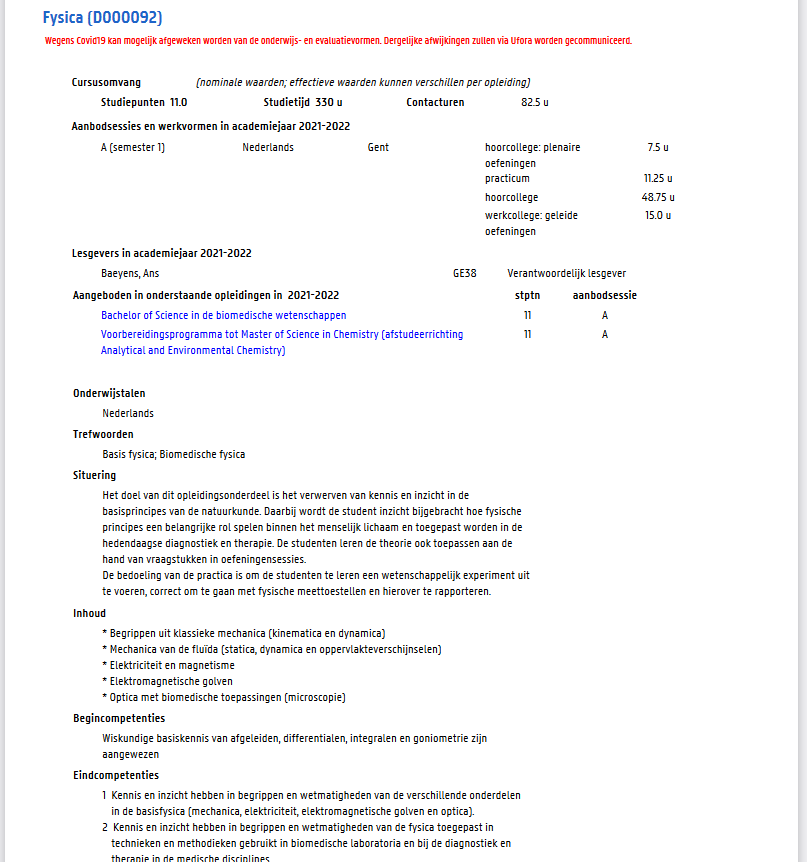 Fysica (D000092)
Wegens Covid19 kan mogelijk afgeweken worden van de onderwijs- en evaluatievormen. Dergelijke afwijkingen zullen via Ufora worden gecommuniceerd.
Cursusomvang (nominale waarden; effectieve waarden kunnen verschillen per opleiding)
Studiepunten 11.0 Studietijd 330 u Contacturen 82.5 u
Aanbodsessies en werkvormen in academiejaar 2021-2022
A (semester 1) Nederlands Gent hoorcollege: plenaire 7.5 u
oefeningen
practicum 11.25 u
hoorcollege 48.75 u
werkcollege: geleide 15.0 u
oefeningen
Lesgevers in academiejaar 2021-2022
Baeyens, Ans GE38 Verantwoordelijk lesgever
Aangeboden in onderstaande opleidingen in 2021-2022 stptn aanbodsessie
Bachelor of Science in de biomedische wetenschappen 11 A
Voorbereidingsprogramma tot Master of Science in Chemistry (afstudeerrichting 11 A
Analytical and Environmental Chemistry)
Onderwijstalen
Nederlands
Trefwoorden
Basis fysica; Biomedische fysica
Situering
Het doel van dit opleidingsonderdeel is het verwerven van kennis en inzicht in de
basisprincipes van de natuurkunde. Daarbij wordt de student inzicht bijgebracht hoe fysische
principes een belangrijke rol spelen binnen het menselijk lichaam en toegepast worden in de
hedendaagse diagnostiek en therapie. De studenten leren de theorie ook toepassen aan de
hand van vraagstukken in oefeningensessies.
De bedoeling van de practica is om de studenten te leren een wetenschappelijk experiment uit
te voeren, correct om te gaan met fysische meettoestellen en hierover te rapporteren.
Inhoud
* Begrippen uit klassieke mechanica (kinematica en dynamica)
* Mechanica van de fluïda (statica, dynamica en oppervlakteverschijnselen)
* Elektriciteit en magnetisme
* Elektromagnetische golven
* Optica met biomedische toepassingen (microscopie)
Begincompetenties
Wiskundige basiskennis van afgeleiden, differentialen, integralen en goniometrie zijn
aangewezen
Eindcompetenties
1 Kennis en inzicht hebben in begrippen en wetmatigheden van de verschillende onderdelen
in de basisfysica (mechanica, elektriciteit, elektromagnetische golven en optica).
2 Kennis en inzicht hebben in begrippen en wetmatigheden van de fysica toegepast in
technieken en methodieken gebruikt in biomedische laboratoria en bij de diagnostiek en
therapie in de medische disciplines